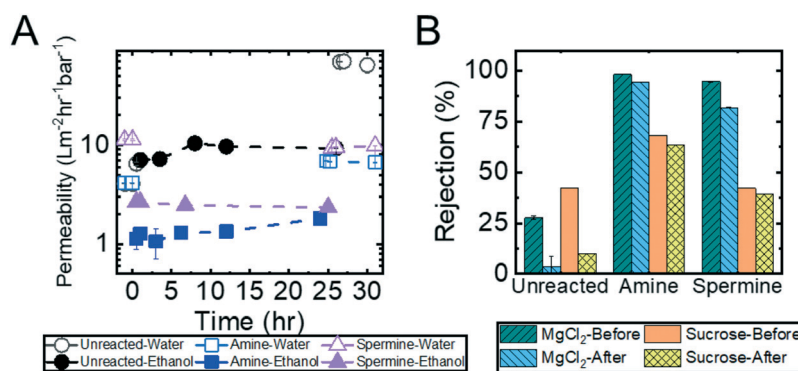 A
Permeability (Lm⁻²hr⁻¹bar⁻¹)
10
1
0 5 10 15 20 25 30
Time (hr)
Unreacted-Water Amine-Water Spermine-Water
Unreacted-Ethanol Amine-Ethanol Spermine-Ethanol
B
Rejection (%)
100
75
50
25
0
Unreacted Amine Spermine
MgCl₂-Before Sucrose-Before
MgCl₂-After Sucrose-After